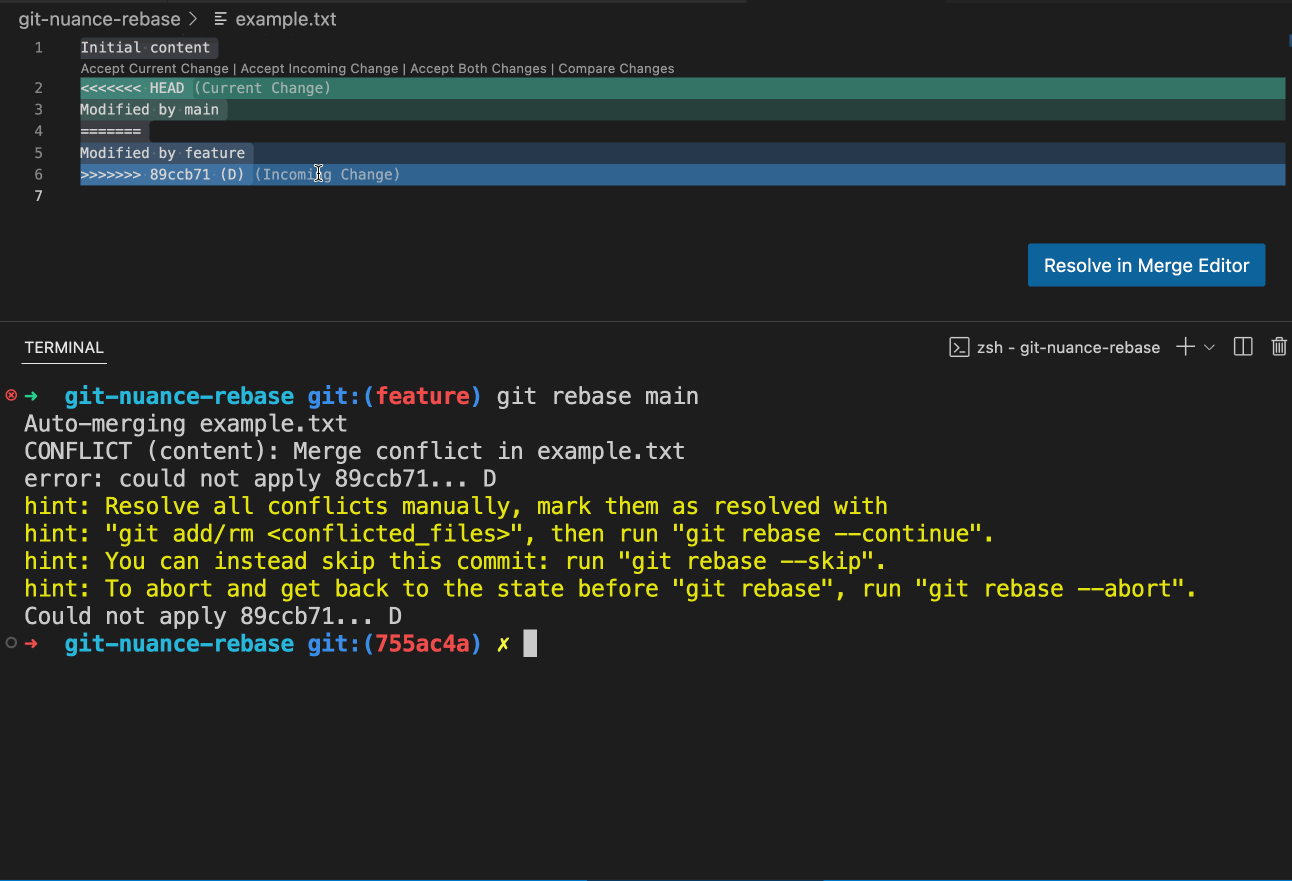 git-nuance-rebase > example.txt
1 Initial content
Accept Current Change | Accept Incoming Change | Accept Both Changes | Compare Changes
2 <<<<<<< HEAD (Current Change)
3 Modified by main
4 =======
5 Modified by feature
6 >>>>>>> 89ccb71 (D) (Incoming Change)
7
Resolve in Merge Editor
TERMINAL
zsh - git-nuance-rebase
➜ git-nuance-rebase git:(feature) git rebase main
Auto-merging example.txt
CONFLICT (content): Merge conflict in example.txt
error: could not apply 89ccb71... D
hint: Resolve all conflicts manually, mark them as resolved with
hint: "git add/rm <conflicted_files>", then run "git rebase --continue".
hint: You can instead skip this commit: run "git rebase --skip".
hint: To abort and get back to the state before "git rebase", run "git rebase --abort".
Could not apply 89ccb71... D
➜ git-nuance-rebase git:(755ac4a) ✗